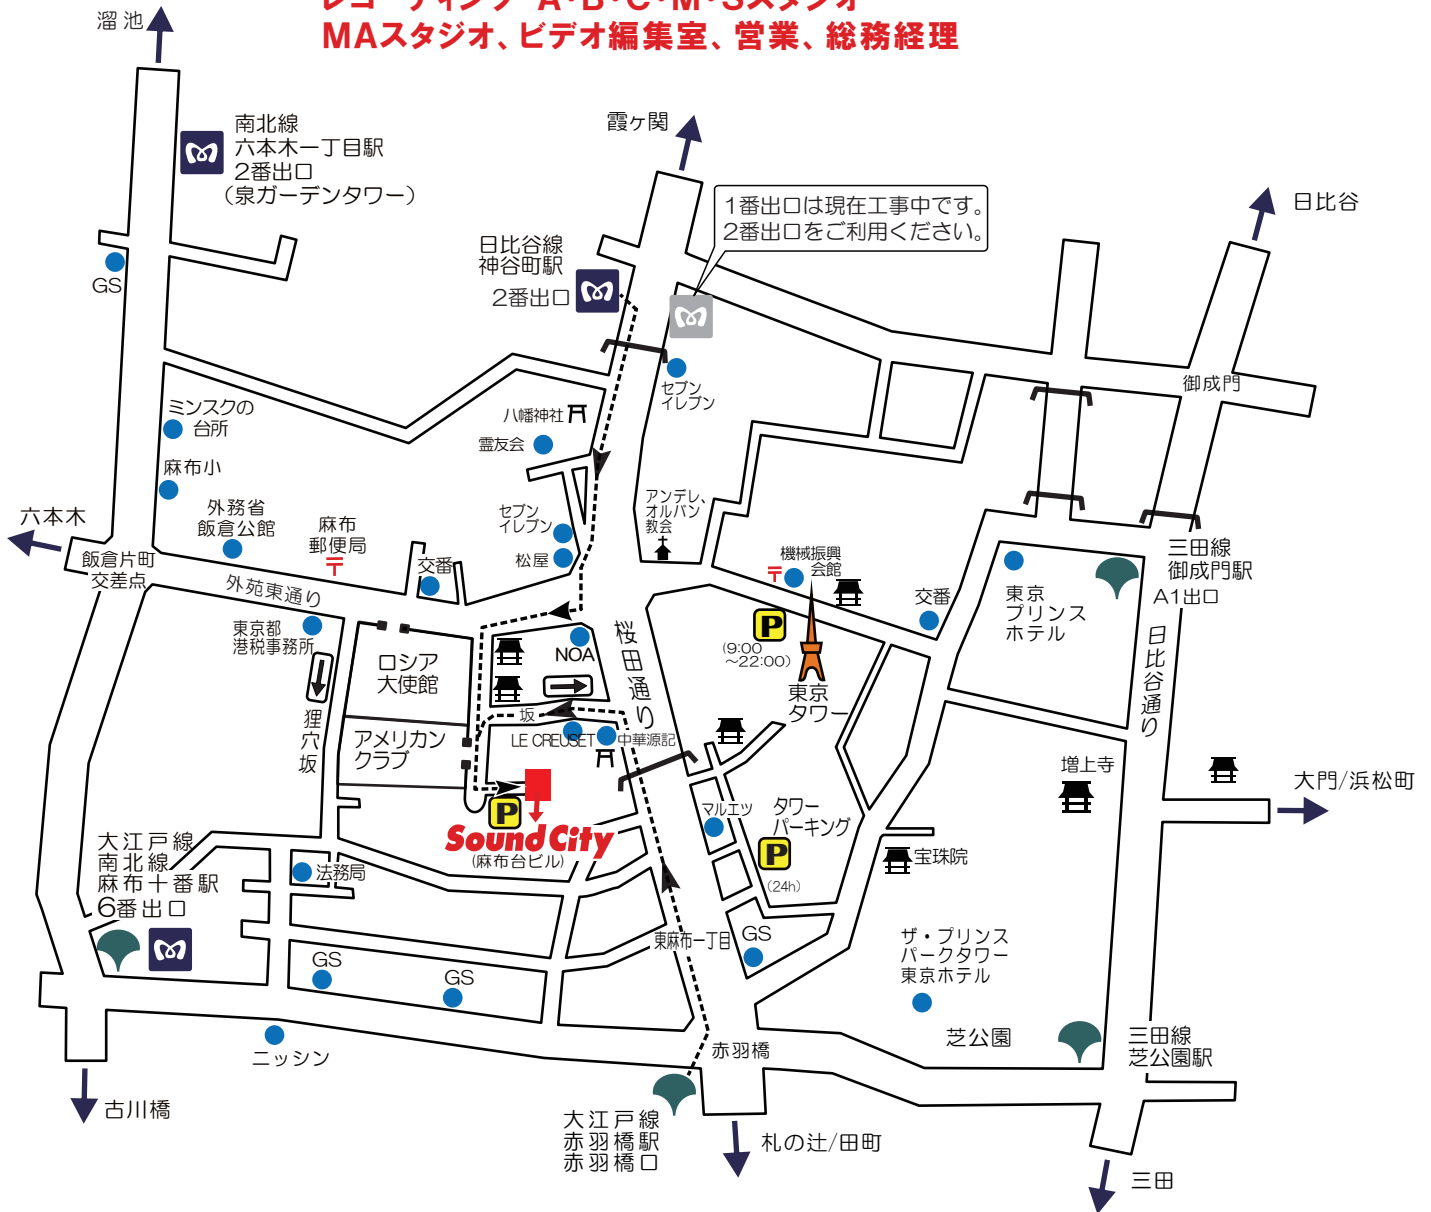 レコーディング A・B・C・M・Sスタジオ
MAスタジオ、ビデオ編集室、営業、総務経理
溜池
南北線
六本木一丁目駅
2番出口
（泉ガーデンタワー）
霞ヶ関
1番出口は現在工事中です。
2番出口をご利用ください。
日比谷
日比谷線
神谷町駅
2番出口
GS
セブン
イレブン
御成門
ミンスクの
台所
八幡神社
霊友会
麻布小
外務省
飯倉公館
麻布
郵便局
セブン
イレブン
松屋
アンデレ、
オルバン
教会
六本木
飯倉片町
交差点
外苑東通り
交番
機械振興
会館
三田線
御成門駅
A1出口
東京
プリンス
ホテル
交番
東京都
港税事務所
ロシア
大使館
NOA
桜田通り
P
(9:00
～22:00)
東京
タワー
日比谷通り
狸穴坂
アメリカン
クラブ
坂
LE CREUSET
中華源記
増上寺
大門/浜松町
P
Sound City
(麻布台ビル)
マルエツ
タワー
パーキング
P
(24h)
宝珠院
大江戸線
南北線
麻布十番駅
6番出口
法務局
東麻布一丁目
GS
GS
GS
ザ・プリンス
パークタワー
東京ホテル
芝公園
三田線
芝公園駅
ニッシン
赤羽橋
古川橋
大江戸線
赤羽橋駅
赤羽橋口
札の辻/田町
三田